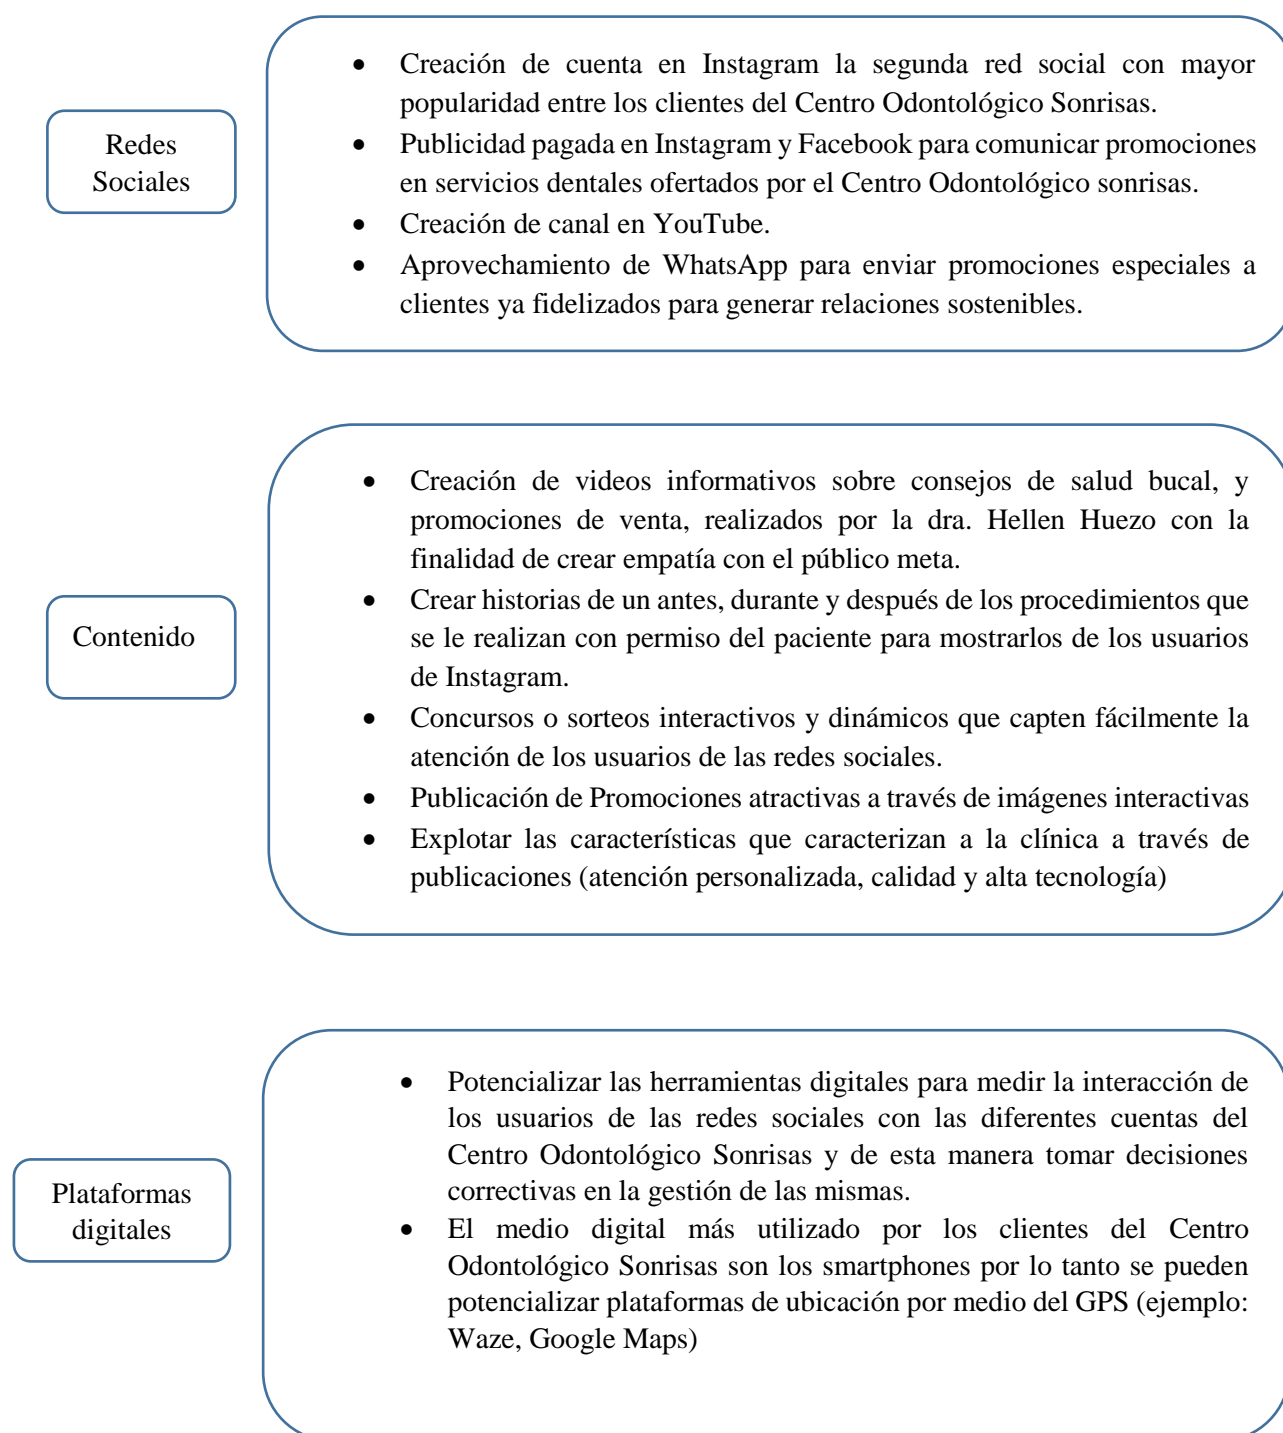 Redes
Sociales
• Creación de cuenta en Instagram la segunda red social con mayor
popularidad entre los clientes del Centro Odontológico Sonrisas.
• Publicidad pagada en Instagram y Facebook para comunicar promociones
en servicios dentales ofertados por el Centro Odontológico sonrisas.
• Creación de canal en YouTube.
• Aprovechamiento de WhatsApp para enviar promociones especiales a
clientes ya fidelizados para generar relaciones sostenibles.
Contenido
• Creación de videos informativos sobre consejos de salud bucal, y
promociones de venta, realizados por la dra. Hellen Huezo con la
finalidad de crear empatía con el público meta.
• Crear historias de un antes, durante y después de los procedimientos que
se le realizan con permiso del paciente para mostrarlos de los usuarios
de Instagram.
• Concursos o sorteos interactivos y dinámicos que capten fácilmente la
atención de los usuarios de las redes sociales.
• Publicación de Promociones atractivas a través de imágenes interactivas
• Explotar las características que caracterizan a la clínica a través de
publicaciones (atención personalizada, calidad y alta tecnología)
Plataformas
digitales
• Potencializar las herramientas digitales para medir la interacción de
los usuarios de las redes sociales con las diferentes cuentas del
Centro Odontológico Sonrisas y de esta manera tomar decisiones
correctivas en la gestión de las mismas.
• El medio digital más utilizado por los clientes del Centro
Odontológico Sonrisas son los smartphones por lo tanto se pueden
potencializar plataformas de ubicación por medio del GPS (ejemplo:
Waze, Google Maps)